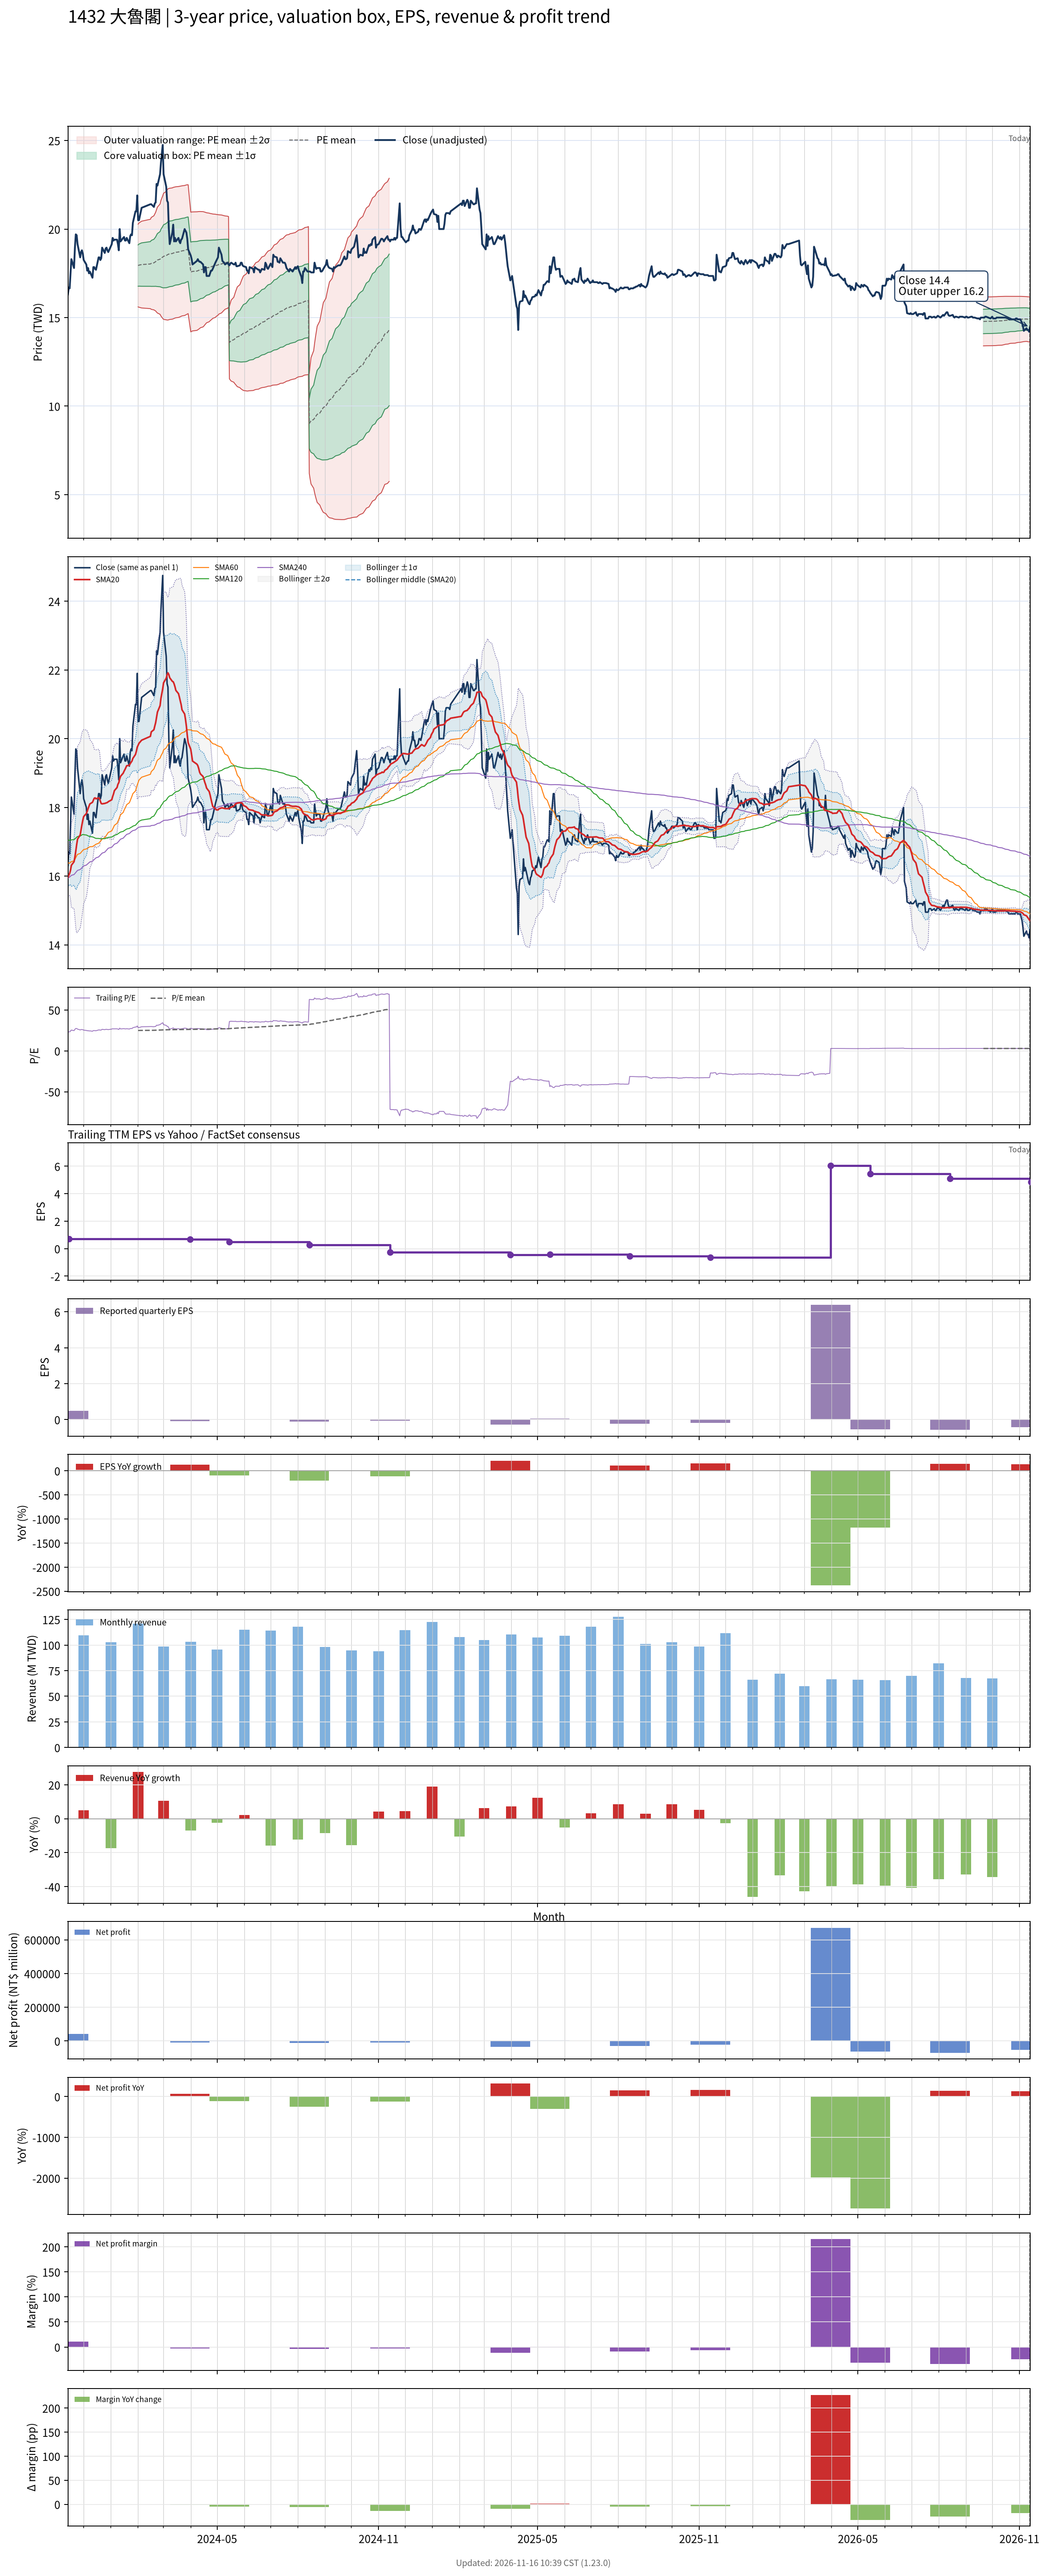 1432 大魯閣 | 3-year price, valuation box, EPS, revenue & profit trend
Outer valuation range: PE mean ±2σ
PE mean
Close (unadjusted)
Core valuation box: PE mean ±1σ
Today
Close 14.4
Outer upper 16.2
25
20
15
10
5
Price (TWD)
Close (same as panel 1)
SMA20
SMA60
SMA120
SMA240
Bollinger ±2σ
Bollinger ±1σ
Bollinger middle (SMA20)
24
22
20
18
16
14
Price
Trailing P/E
P/E mean
50
0
-50
P/E
Trailing TTM EPS vs Yahoo / FactSet consensus
Today
6
4
2
0
-2
EPS
Reported quarterly EPS
6
4
2
0
EPS
EPS YoY growth
0
-500
-1000
-1500
-2000
-2500
YoY (%)
Monthly revenue
125
100
75
50
25
0
Revenue (M TWD)
Revenue YoY growth
20
0
-20
-40
YoY (%)
Month
Net profit
600000
400000
200000
0
Net profit (NT$ million)
Net profit YoY
0
-1000
-2000
YoY (%)
Net profit margin
200
150
100
50
0
Margin (%)
Margin YoY change
200
150
100
50
0
Δ margin (pp)
2024-05
2024-11
2025-05
2025-11
2026-05
2026-11
Updated: 2026-11-16 10:39 CST (1.23.0)